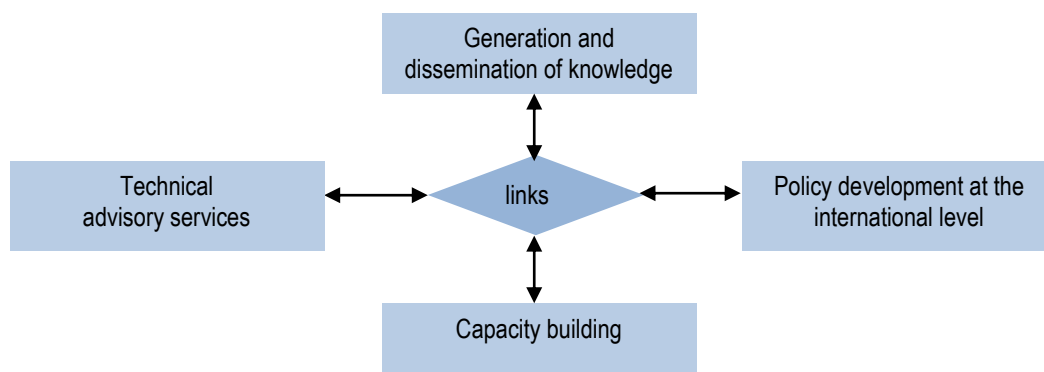 Generation and
dissemination of knowledge
Technical
advisory services
links
Policy development at the
international level
Capacity building